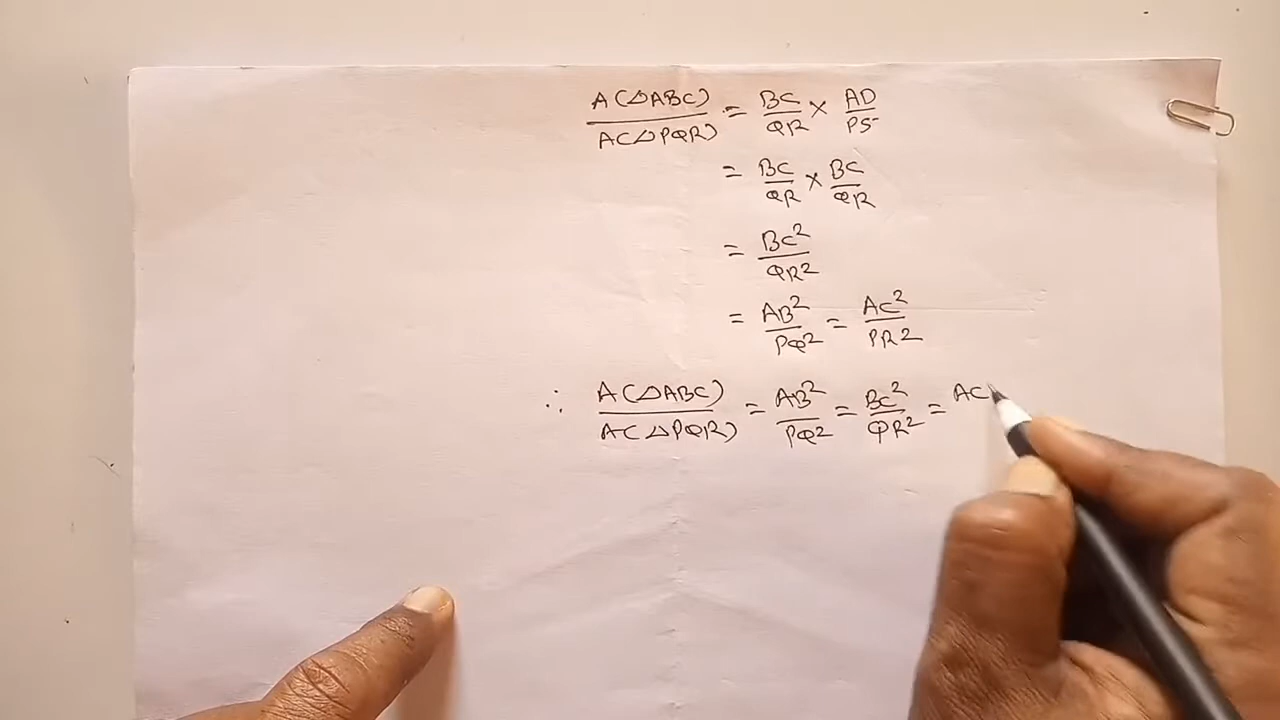 A(△ABC)/A(△PQR) = BC/QR × AD/PS
= BC/QR × BC/QR
= BC²/QR²
= AB²/PQ² = AC²/PR²
∴ A(△ABC)/A(△PQR) = AB²/PQ² = BC²/QR² = AC